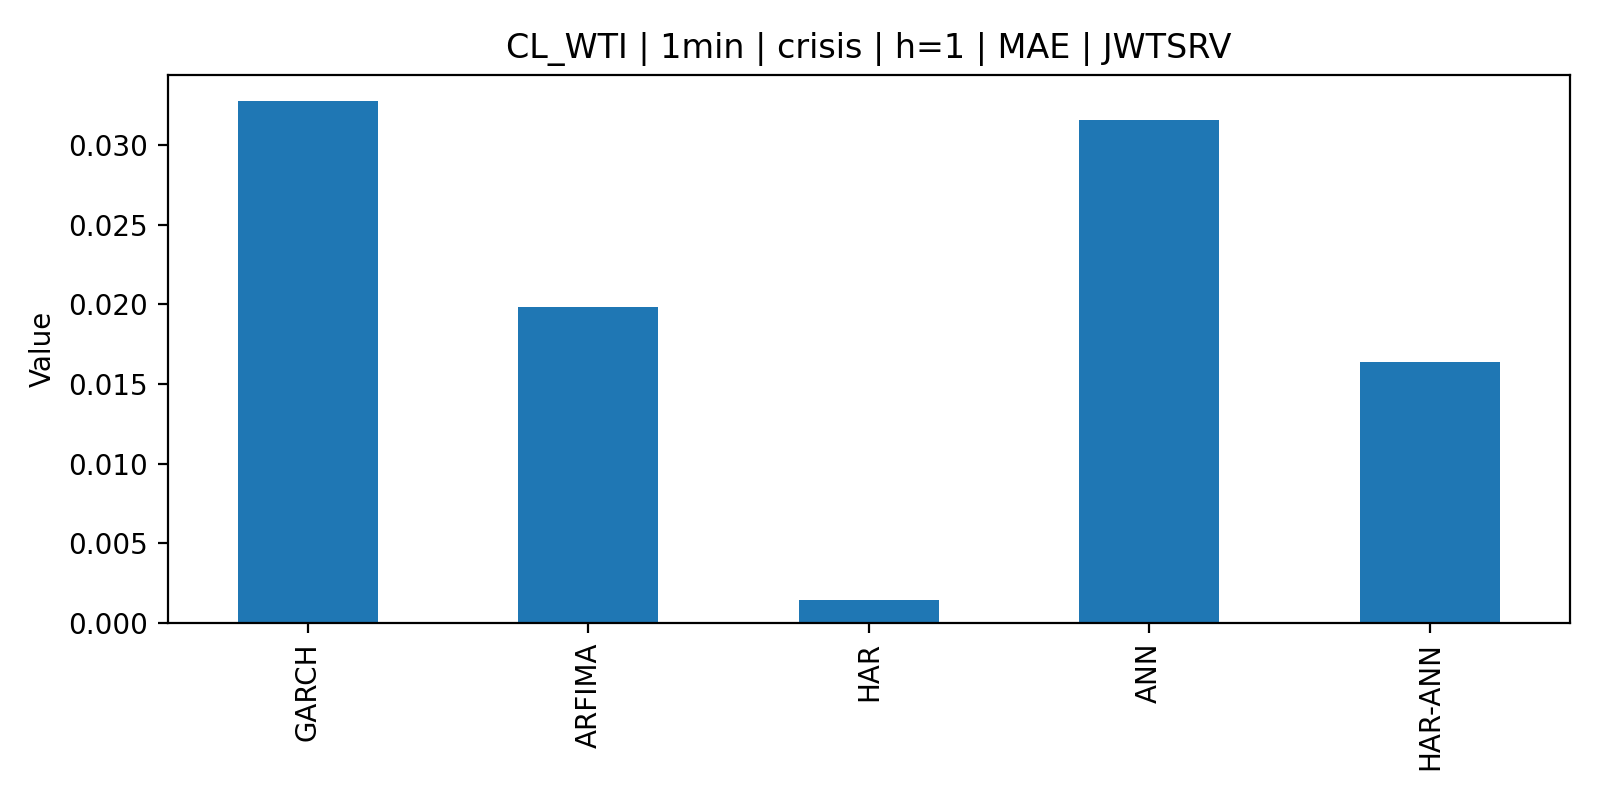 CL_WTI | 1min | crisis | h=1 | MAE | JWTSRV
Value
0.030
0.025
0.020
0.015
0.010
0.005
0.000
GARCH
ARFIMA
HAR
ANN
HAR-ANN